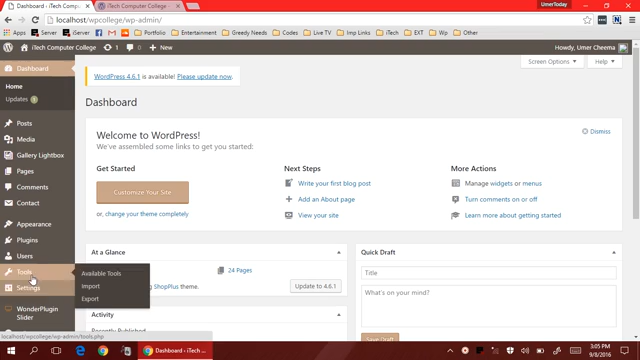 Dashboard ‹ iTech Compu
iTech Computer College
UmerToday
localhost/wpcollege/wp-admin/
Apps
Server
iServer
F
Portfolio
Entertainment
Greedy Needs
Codes
Live Tv
Imp Links
iTech
EXT
Wp
Other
iTech Computer College
1
0
+ New
Howdy, Umer Cheema
Dashboard
Home
Updates 1
Posts
Media
Gallery Lightbox
Pages
Comments
Contact
Appearance
Plugins
Users
Tools
Settings
WonderPlugin
Slider
Available Tools
Import
Export
Screen Options
Help
WordPress 4.6.1 is available! Please update now.
Dashboard
Welcome to WordPress!
We've assembled some links to get you started:
Dismiss
Get Started
Customize Your Site
or, change your theme completely
Next Steps
Write your first blog post
Add an About page
View your site
More Actions
Manage widgets or menus
Turn comments on or off
Learn more about getting started
At a Glance
24 Pages
ng ShopPlus theme.
Update to 4.6.1
Activity
Recently Published
Quick Draft
Title
What's on your mind?
Save Draft
localhost/wpcollege/wp-admin/tools.php
Dashboard ‹ iTech Com...
3:05 PM
9/8/2016